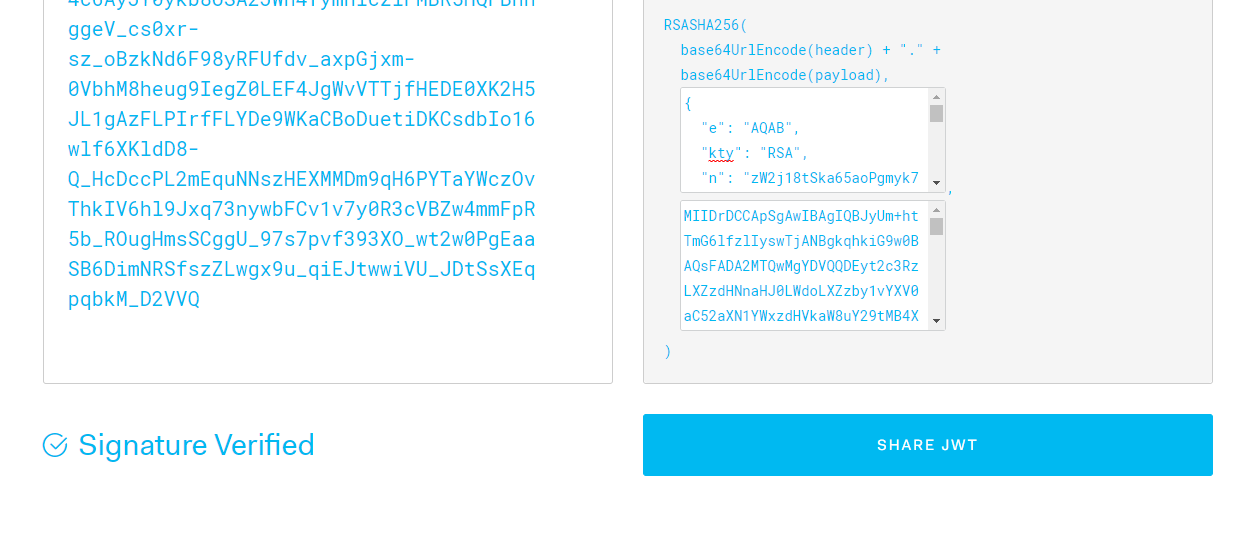 ggeV_cs0xr-
sz_oBzkNd6F98yRFUfdv_axpGjxm-
0VbhM8heug9IegZ0LEF4JgWvVTTjfHEDE0XK2H5
JL1gAzFLPIrfFLYDe9WKaCBoDuetiDKCsdbIo16
wlf6XKldD8-
Q_HcDccPL2mEquNNszHEXMMDm9qH6PYTaYWczOv
ThkIV6hl9Jxq73nywbFCv1v7y0R3cVBZw4mmFpR
5b_ROugHmsSCggU_97s7pvf393XO_wt2w0PgEaa
SB6DimNRSfszZLwgx9u_qiEJtwwiVU_JDtSsXEq
pqbkM_D2VVQ
RSASHA256(
base64UrlEncode(header) + "." +
base64UrlEncode(payload),
{
"e": "AQAB",
"kty": "RSA",
"n": "zW2j18tSka65aoPgmyk7
,
MIIDrDCCApSgAwIBAgIQBJyUm+ht
TmG6lfzlIyswTjANBgkqhkiG9w0B
AQsFADA2MTQwMgYDVQQDEyt2c3Rz
LXZzdHNnaHJ0LWdoLXZzby1vYXV0
aC52aXN1YWxzdHVkaW8uY29tMB4X
)
Signature Verified
SHARE JWT